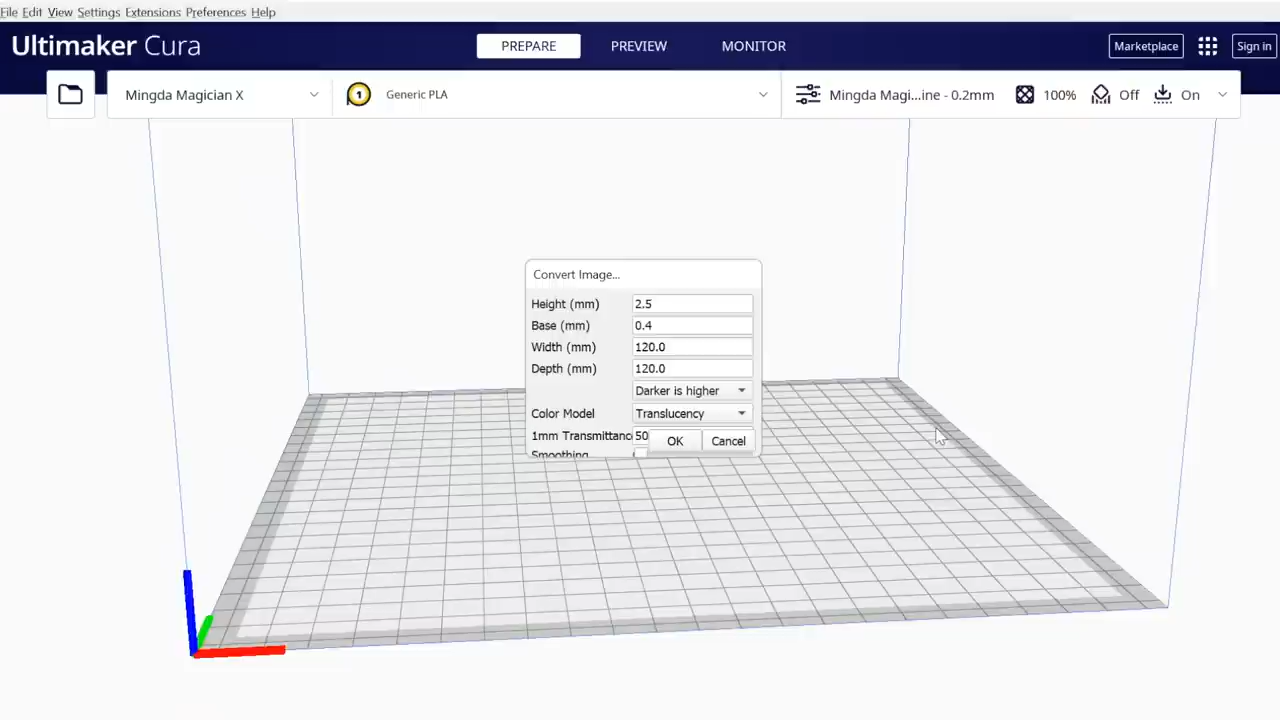 File Edit View Settings Extensions Preferences Help
Ultimaker Cura
PREPARE
PREVIEW
MONITOR
Marketplace
Sign in
Mingda Magician X
1
Generic PLA
Mingda Magi...ine - 0.2mm
100%
Off
On
Convert Image...
Height (mm) 2.5
Base (mm) 0.4
Width (mm) 120.0
Depth (mm) 120.0
Darker is higher
Color Model Translucency
1mm Transmittanc 50
OK Cancel
Smoothing